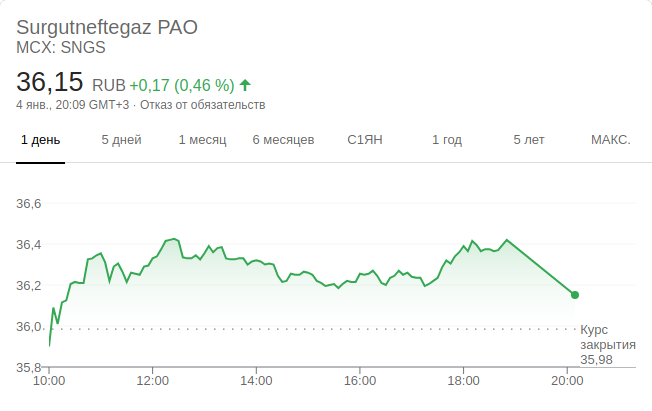 Surgutneftegaz PAO
MCX: SNGS
36,15 RUB +0,17 (0,46 %)
4 янв., 20:09 GMT+3 · Отказ от обязательств
1 день 5 дней 1 месяц 6 месяцев С1ЯН 1 год 5 лет МАКС.
36,6
36,4
36,2
36,0
Курс
закрытия
35,98
35,8
10:00 12:00 14:00 16:00 18:00 20:00